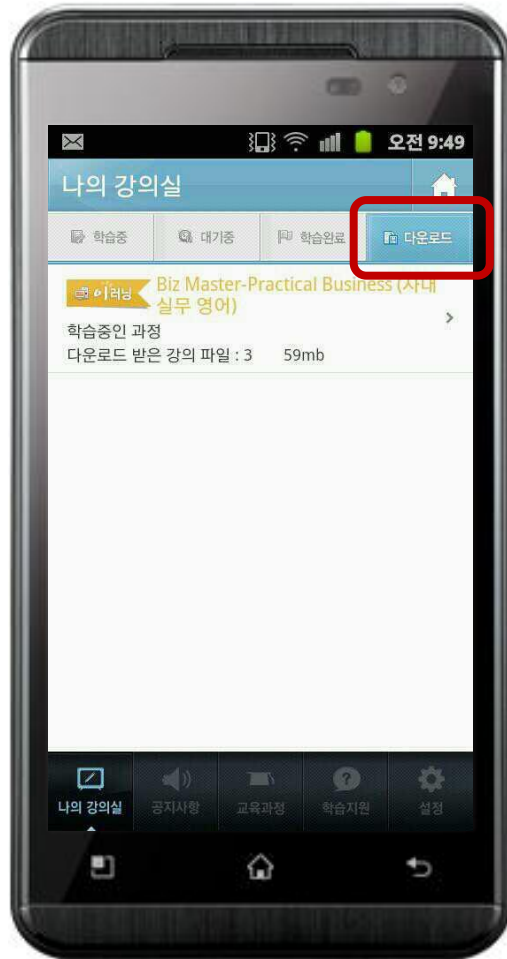 오전 9:49
나의 강의실
학습중 대기중 학습완료 다운로드
이러닝 Biz Master-Practical Business (사내
실무 영어)
학습중인 과정
다운로드 받은 강의 파일 : 3 59mb
나의 강의실 공지사항 교육과정 학습지원 설정